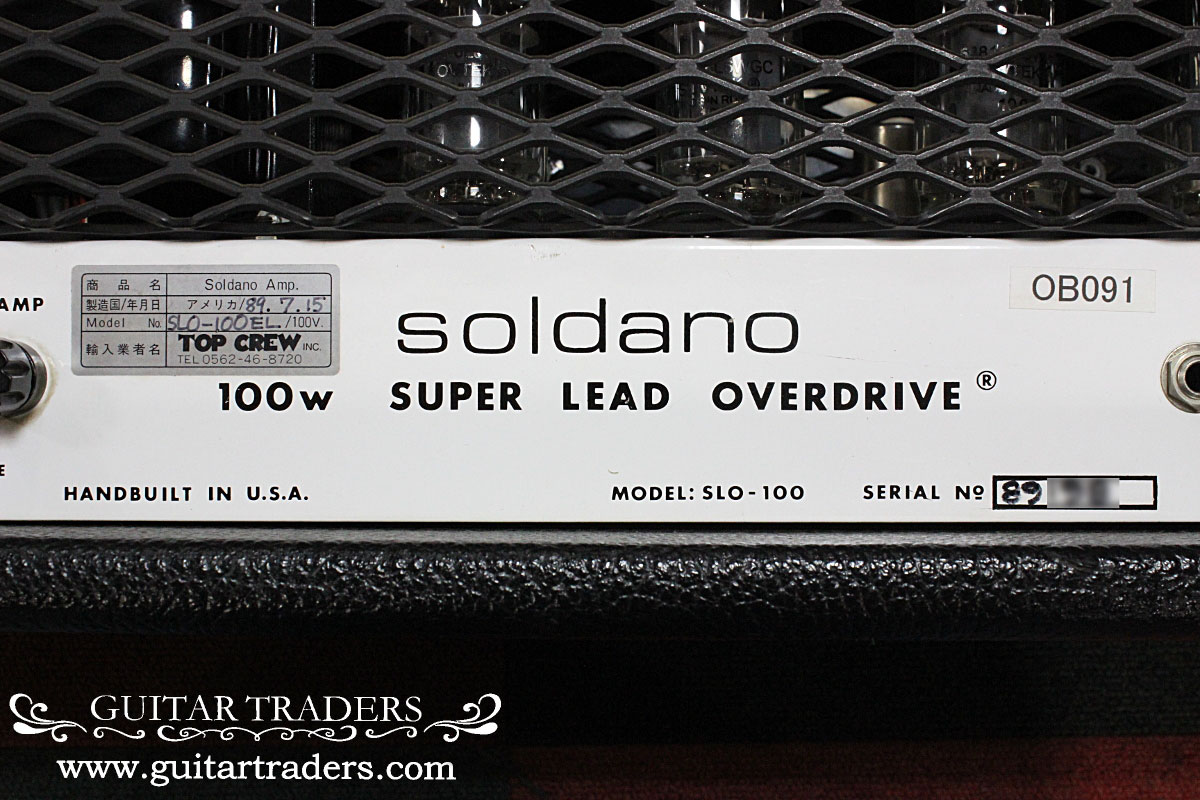 AMP
商品名 Soldano Amp.
製造国/年月日 アメリカ/89.7.15
Model No. SLO-100EL./100V.
輸入業者名 TOP CREW INC.
TEL 0562-46-8720
OB091
soldano
100W SUPER LEAD OVERDRIVE®
E
HANDBUILT IN U.S.A. MODEL: SLO-100 SERIAL Nº 89
GUITAR TRADERS
www.guitartraders.com